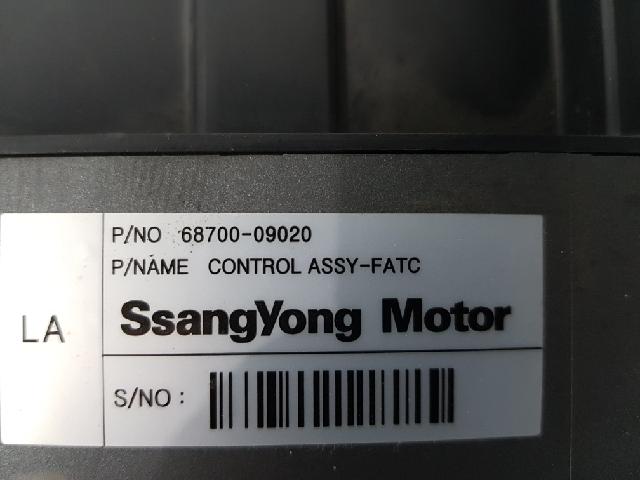 LA
P/NO 68700-09020
P/NAME CONTROL ASSY-FATC
SsangYong Motor
S/NO :